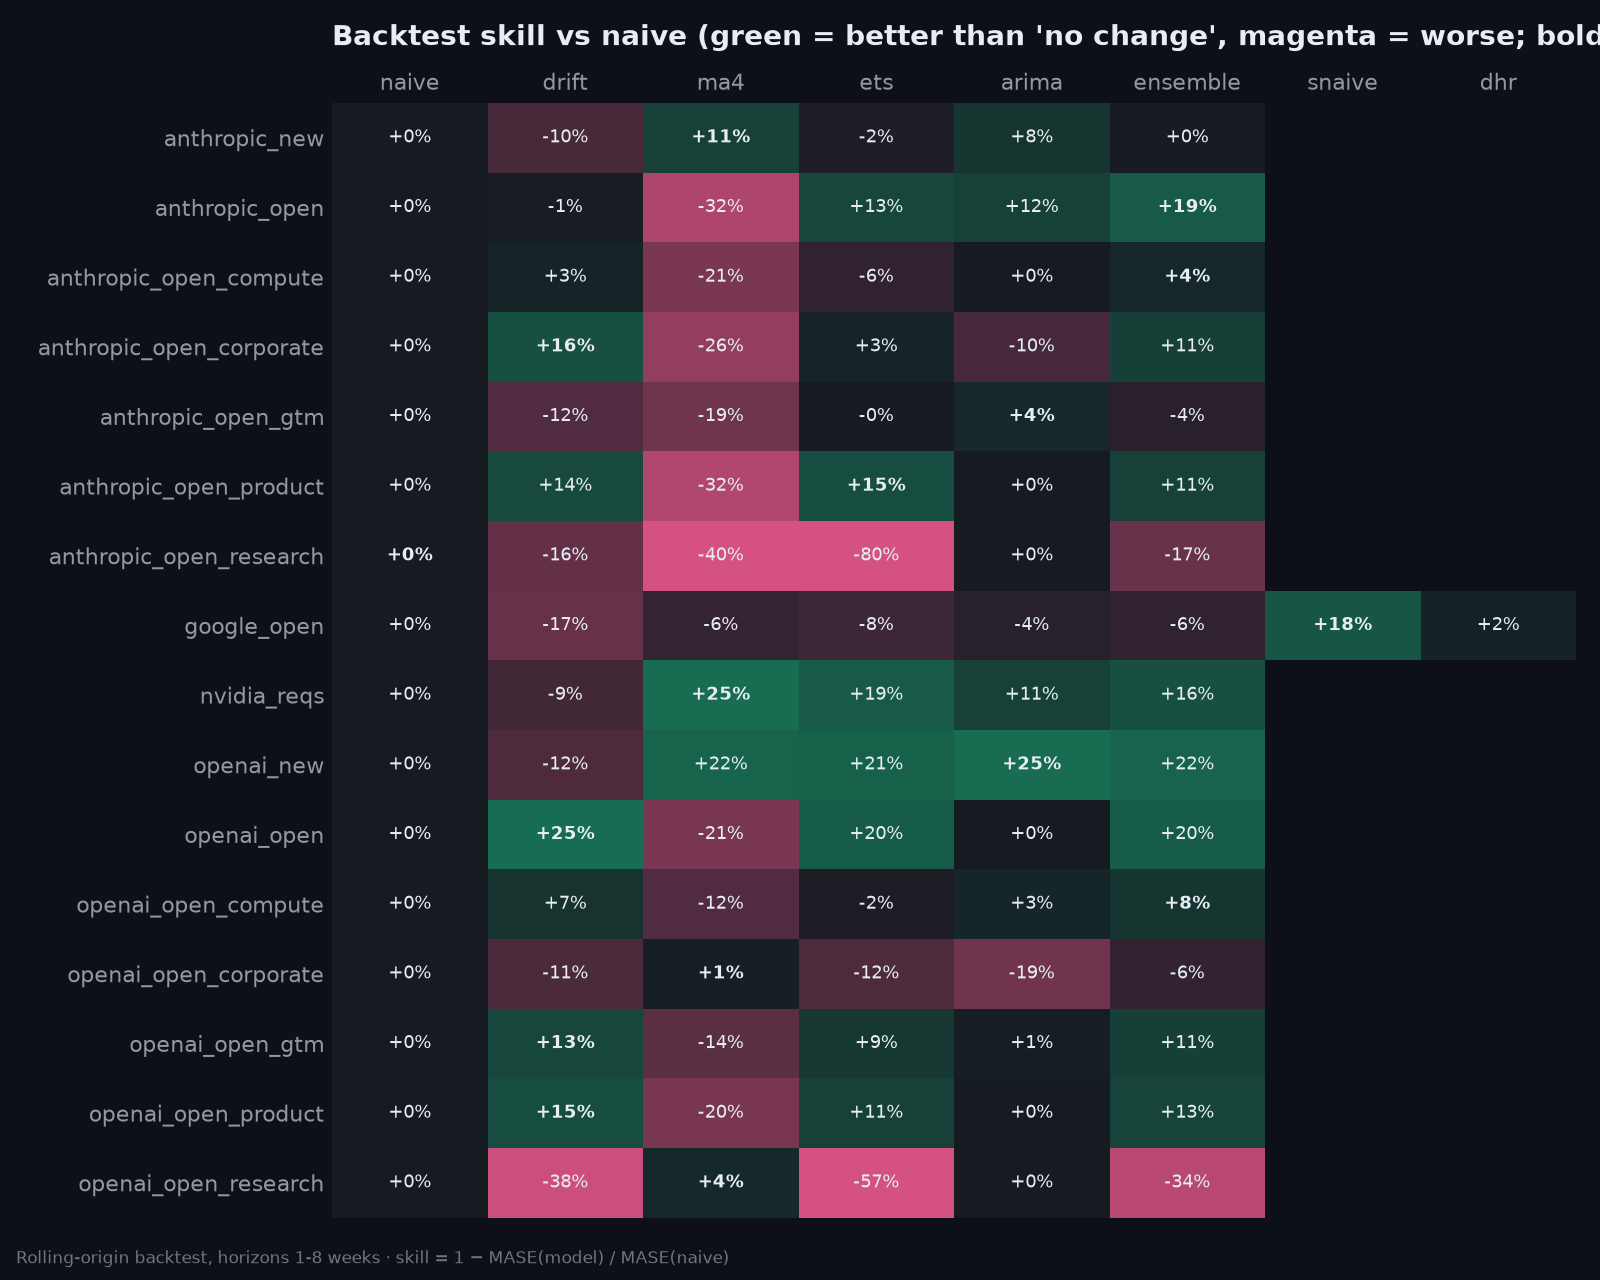 Backtest skill vs naive (green = better than 'no change', magenta = worse; bold
naive drift ma4 ets arima ensemble snaive dhr
anthropic_new +0% -10% +11% -2% +8% +0%
anthropic_open +0% -1% -32% +13% +12% +19%
anthropic_open_compute +0% +3% -21% -6% +0% +4%
anthropic_open_corporate +0% +16% -26% +3% -10% +11%
anthropic_open_gtm +0% -12% -19% -0% +4% -4%
anthropic_open_product +0% +14% -32% +15% +0% +11%
anthropic_open_research +0% -16% -40% -80% +0% -17%
google_open +0% -17% -6% -8% -4% -6% +18% +2%
nvidia_reqs +0% -9% +25% +19% +11% +16%
openai_new +0% -12% +22% +21% +25% +22%
openai_open +0% +25% -21% +20% +0% +20%
openai_open_compute +0% +7% -12% -2% +3% +8%
openai_open_corporate +0% -11% +1% -12% -19% -6%
openai_open_gtm +0% +13% -14% +9% +1% +11%
openai_open_product +0% +15% -20% +11% +0% +13%
openai_open_research +0% -38% +4% -57% +0% -34%
Rolling-origin backtest, horizons 1-8 weeks · skill = 1 − MASE(model) / MASE(naive)